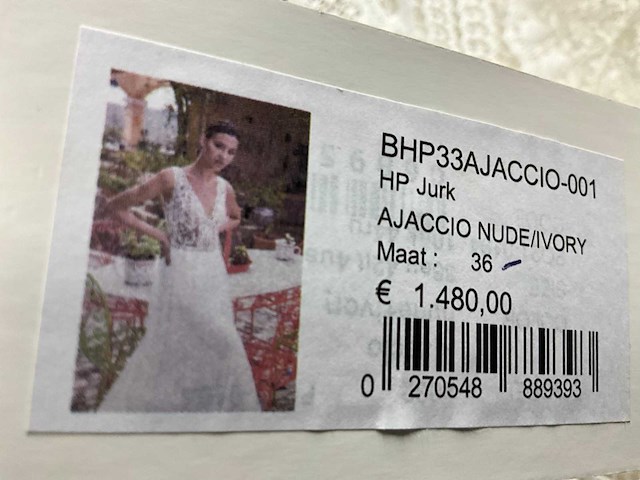 BHP33AJACCIO-001
HP Jurk
AJACCIO NUDE/IVORY
Maat : 36
€ 1.480,00
0 270548 889393